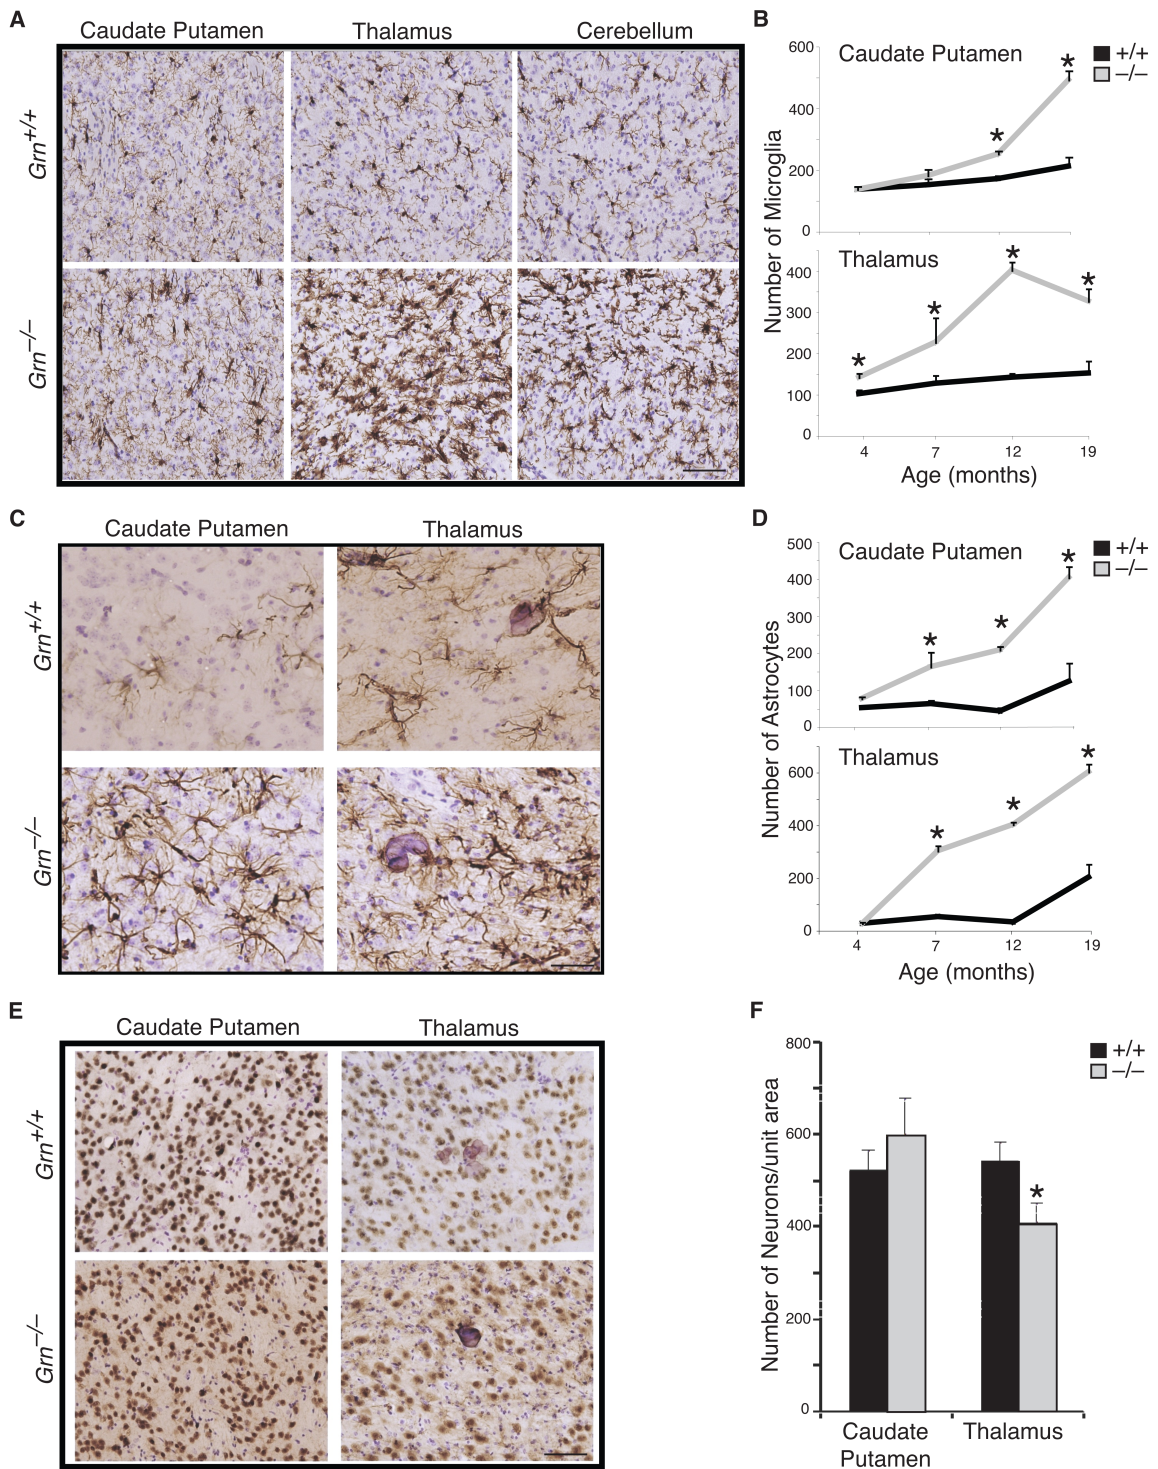 A
Caudate Putamen
Thalamus
Cerebellum
Grn+/+
Grn–/–
B
Number of Microglia
Caudate Putamen
+/+
–/–
600
400
200
0
Thalamus
400
300
200
100
0
*
*
*
*
*
*
4 7 12 19
Age (months)
C
Caudate Putamen
Thalamus
Grn+/+
Grn–/–
D
Number of Astrocytes
Caudate Putamen
+/+
–/–
500
400
300
200
100
0
*
*
*
Thalamus
600
400
200
0
*
*
*
4 7 12 19
Age (months)
E
Caudate Putamen
Thalamus
Grn+/+
Grn–/–
F
Number of Neurons/unit area
+/+
–/–
800
600
400
200
0
*
Caudate
Putamen
Thalamus